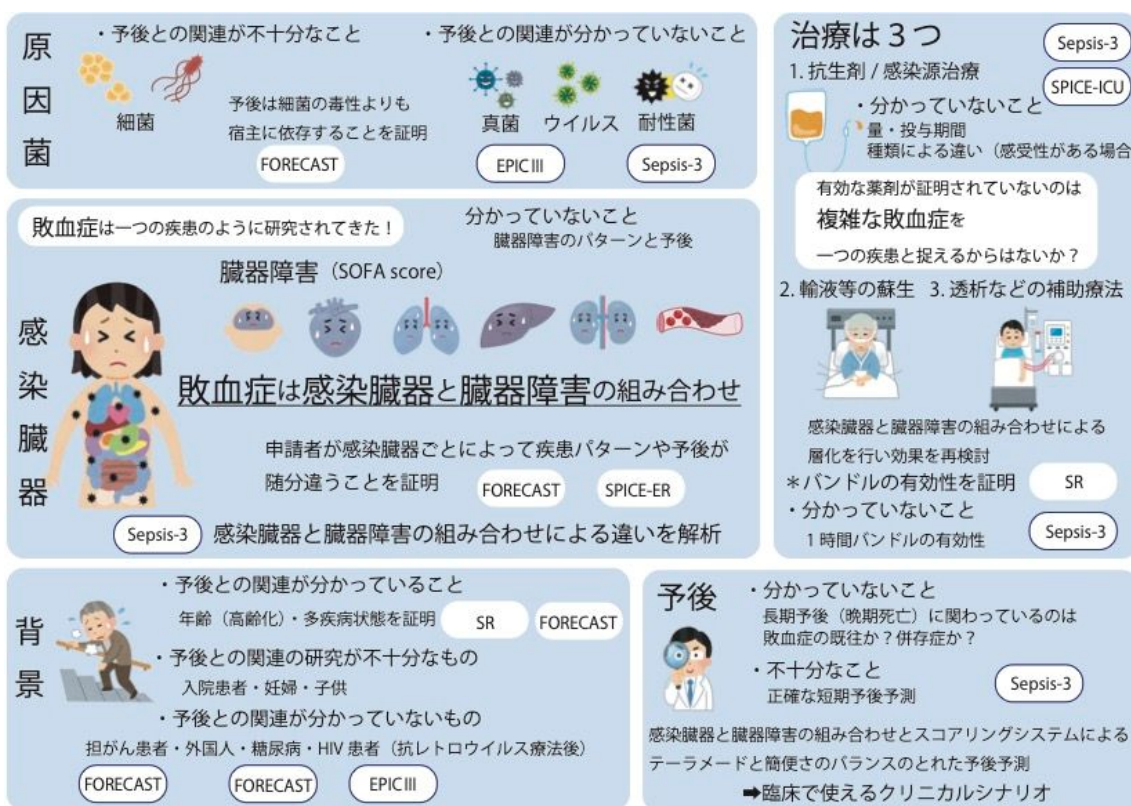 原因菌
・予後との関連が不十分なこと
細菌
予後は細菌の毒性よりも
宿主に依存することを証明
FORECAST
・予後との関連が分かっていないこと
真菌 ウイルス 耐性菌
EPICⅢ Sepsis-3
感染臓器
敗血症は一つの疾患のように研究されてきた！
分かっていないこと
臓器障害のパターンと予後
臓器障害（SOFA score）
敗血症は感染臓器と臓器障害の組み合わせ
申請者が感染臓器ごとによって疾患パターンや予後が
随分違うことを証明 FORECAST SPICE-ER
Sepsis-3 感染臓器と臓器障害の組み合わせによる違いを解析
背景
・予後との関連が分かっていること
年齢（高齢化）・多疾病状態を証明 SR FORECAST
・予後との関連の研究が不十分なもの
入院患者・妊婦・子供
・予後との関連が分かっていないもの
担がん患者・外国人・糖尿病・HIV 患者（抗レトロウイルス療法後）
FORECAST FORECAST EPICⅢ
治療は３つ
Sepsis-3
1. 抗生剤 / 感染源治療
SPICE-ICU
・分かっていないこと
量・投与期間
種類による違い（感受性がある場合
有効な薬剤が証明されていないのは
複雑な敗血症を
一つの疾患と捉えるからはないか？
2. 輸液等の蘇生 3. 透析などの補助療法
感染臓器と臓器障害の組み合わせによる
層化を行い効果を再検討
＊バンドルの有効性を証明 SR
・分かっていないこと
１時間バンドルの有効性 Sepsis-3
予後
・分かっていないこと
長期予後（晩期死亡）に関わっているのは
敗血症の既往か？併存症か？
・不十分なこと
正確な短期予後予測
Sepsis-3
感染臓器と臓器障害の組み合わせとスコアリングシステムによる
テーラメードと簡便さのバランスのとれた予後予測
➡臨床で使えるクリニカルシナリオ